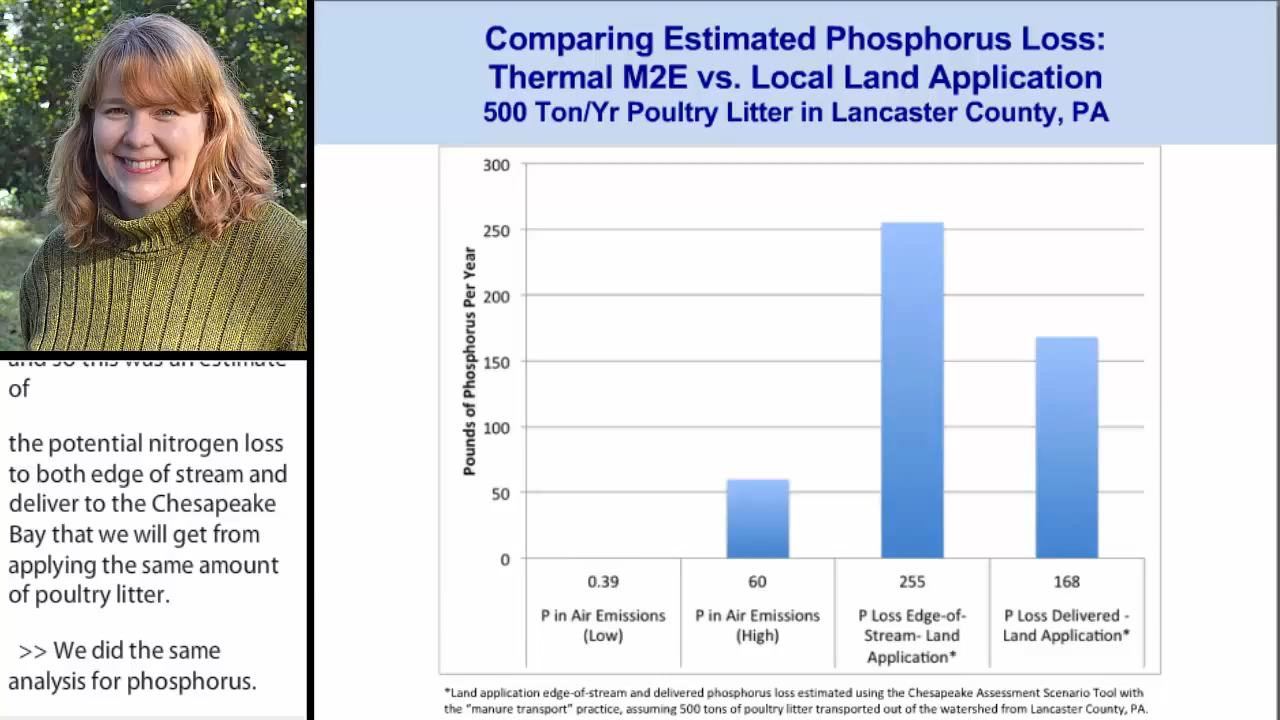 Comparing Estimated Phosphorus Loss:
Thermal M2E vs. Local Land Application
500 Ton/Yr Poultry Litter in Lancaster County, PA
and so this was an estimate
of
the potential nitrogen loss
to both edge of stream and
deliver to the Chesapeake
Bay that we will get from
applying the same amount
of poultry litter.
>> We did the same
analysis for phosphorus.
Pounds of Phosphorus Per Year
300
250
200
150
100
50
0
0.39
P in Air Emissions
(Low)
60
P in Air Emissions
(High)
255
P Loss Edge-of-
Stream- Land
Application*
168
P Loss Delivered -
Land Application*
*Land application edge-of-stream and delivered phosphorus loss estimated using the Chesapeake Assessment Scenario Tool with
the “manure transport” practice, assuming 500 tons of poultry litter transported out of the watershed from Lancaster County, PA.